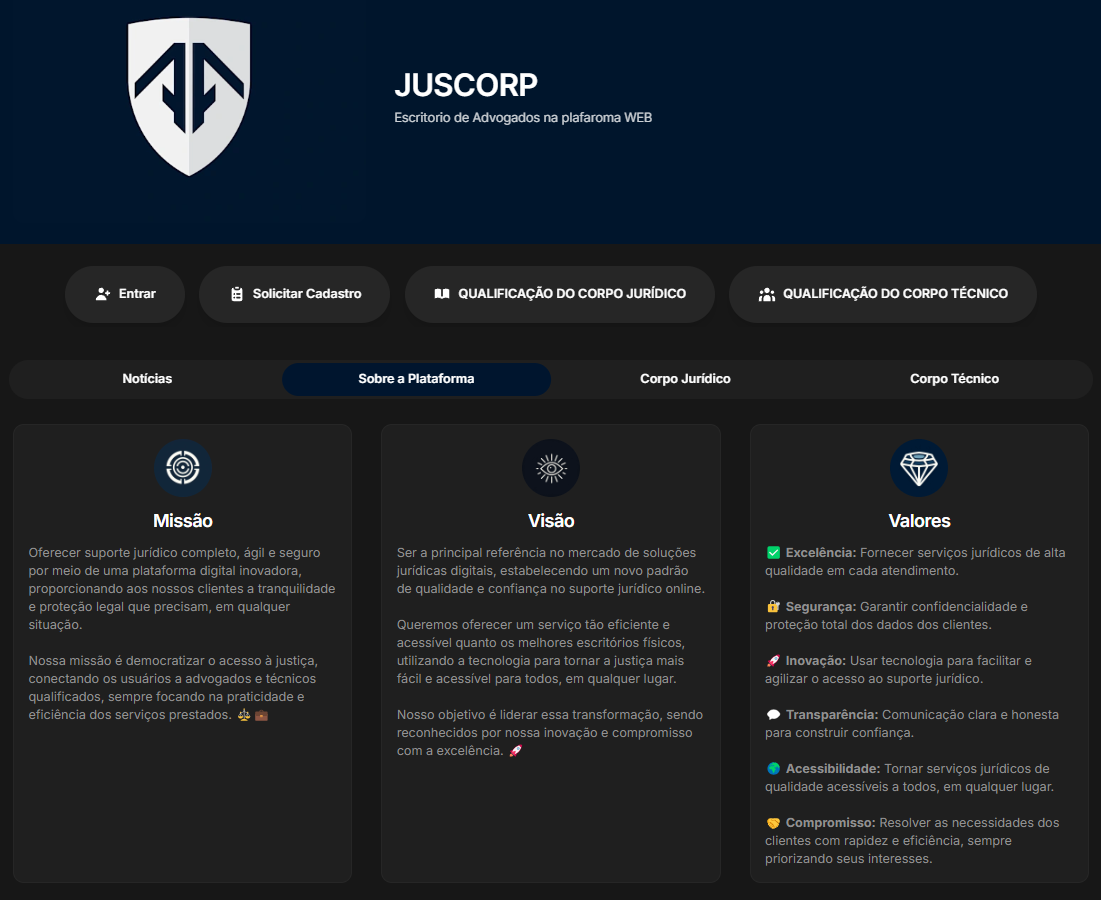 JUSCORP
Escritorio de Advogados na plafaroma WEB
Entrar
Solicitar Cadastro
QUALIFICAÇÃO DO CORPO JURÍDICO
QUALIFICAÇÃO DO CORPO TÉCNICO
Notícias
Sobre a Plataforma
Corpo Jurídico
Corpo Técnico
Missão
Oferecer suporte jurídico completo, ágil e seguro
por meio de uma plataforma digital inovadora,
proporcionando aos nossos clientes a tranquilidade
e proteção legal que precisam, em qualquer
situação.
Nossa missão é democratizar o acesso à justiça,
conectando os usuários a advogados e técnicos
qualificados, sempre focando na praticidade e
eficiência dos serviços prestados. ⚖️ 💼
Visão
Ser a principal referência no mercado de soluções
jurídicas digitais, estabelecendo um novo padrão
de qualidade e confiança no suporte jurídico online.
Queremos oferecer um serviço tão eficiente e
acessível quanto os melhores escritórios físicos,
utilizando a tecnologia para tornar a justiça mais
fácil e acessível para todos, em qualquer lugar.
Nosso objetivo é liderar essa transformação, sendo
reconhecidos por nossa inovação e compromisso
com a excelência. 🚀
Valores
✅ Excelência: Fornecer serviços jurídicos de alta
qualidade em cada atendimento.
🔐 Segurança: Garantir confidencialidade e
proteção total dos dados dos clientes.
🚀 Inovação: Usar tecnologia para facilitar e
agilizar o acesso ao suporte jurídico.
💬 Transparência: Comunicação clara e honesta
para construir confiança.
🌍 Acessibilidade: Tornar serviços jurídicos de
qualidade acessíveis a todos, em qualquer lugar.
🤝 Compromisso: Resolver as necessidades dos
clientes com rapidez e eficiência, sempre
priorizando seus interesses.